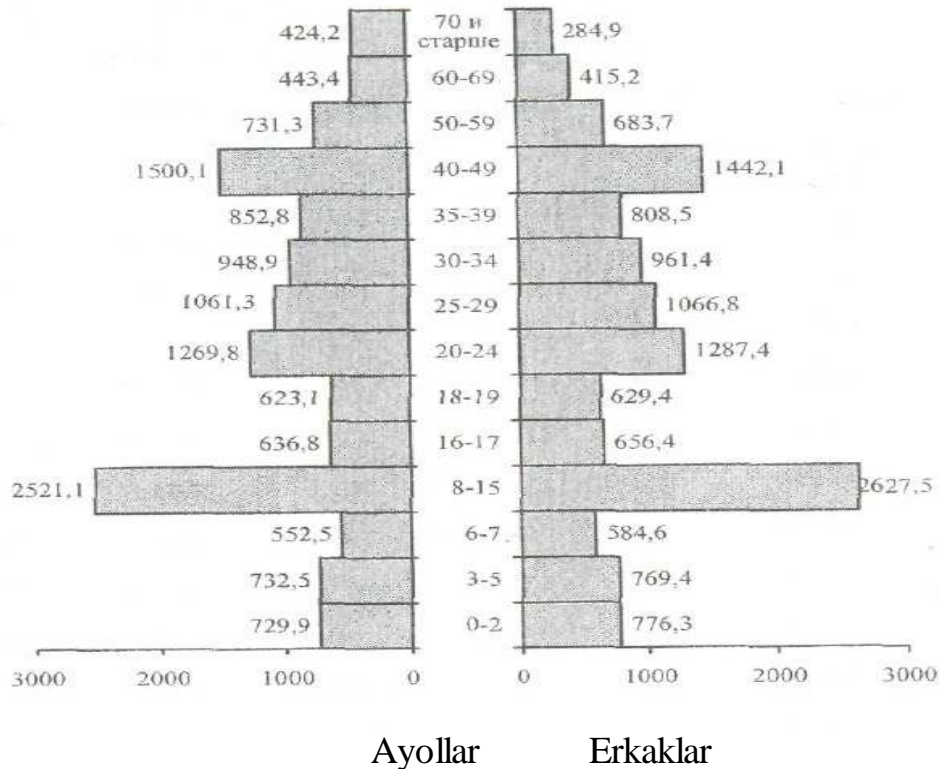 424,2 70 и старше 284,9
443,4 60-69 415,2
731,3 50-59 683,7
1500,1 40-49 1442,1
852,8 35-39 808,5
948,9 30-34 961,4
1061,3 25-29 1066,8
1269,8 20-24 1287,4
623,1 18-19 629,4
636,8 16-17 656,4
2521,1 8-15 2627,5
552,5 6-7 584,6
732,5 3-5 769,4
729,9 0-2 776,3
3000 2000 1000 0 0 1000 2000 3000
Ayollar Erkaklar